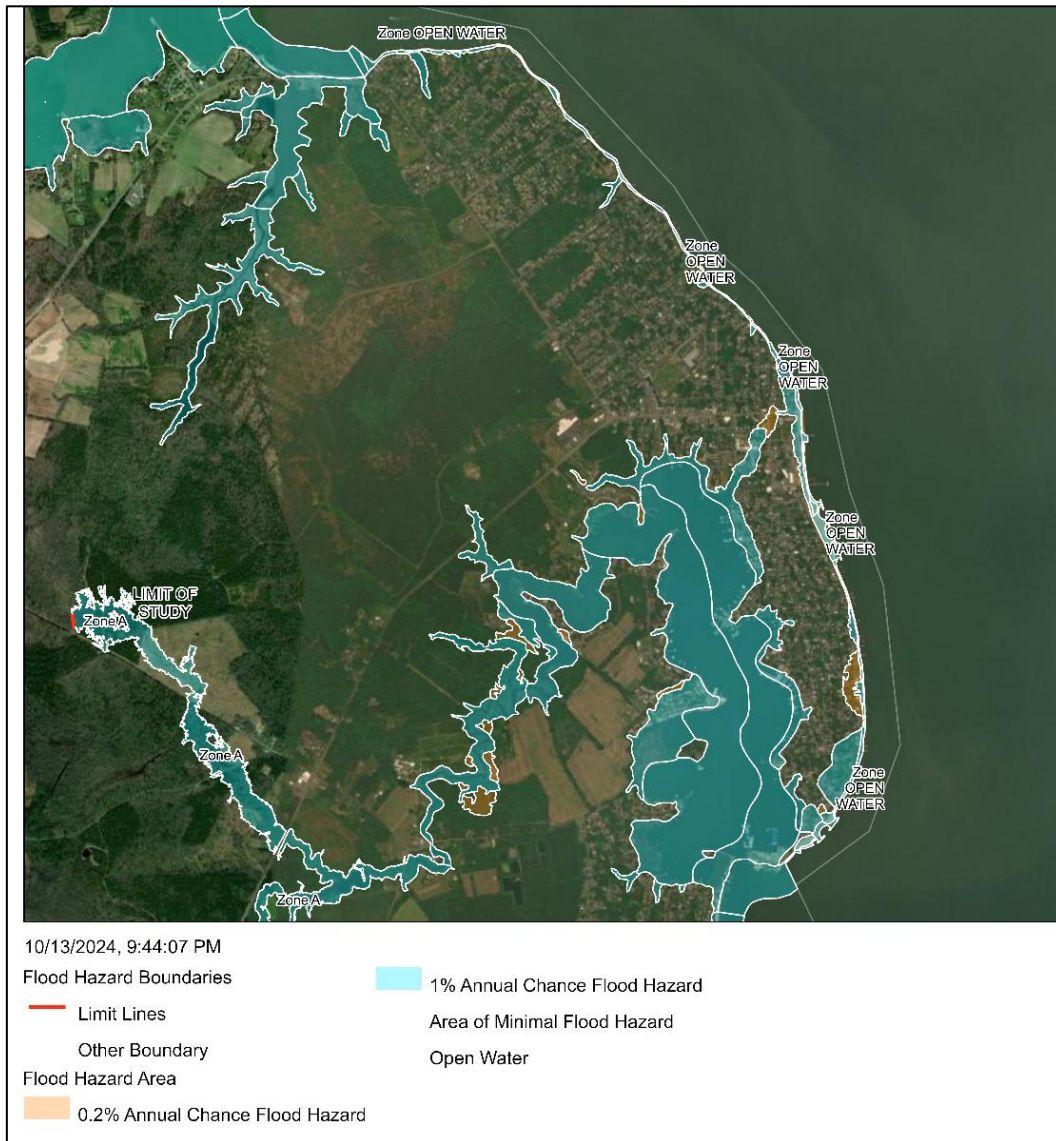 Zone OPEN WATER
Zone
OPEN
WATER
Zone
OPEN
WATER
Zone
OPEN
WATER
LIMIT OF
STUDY
Zone A
Zone A
Zone
OPEN
WATER
Zone A
10/13/2024, 9:44:07 PM
Flood Hazard Boundaries
Limit Lines
Other Boundary
Flood Hazard Area
0.2% Annual Chance Flood Hazard
1% Annual Chance Flood Hazard
Area of Minimal Flood Hazard
Open Water